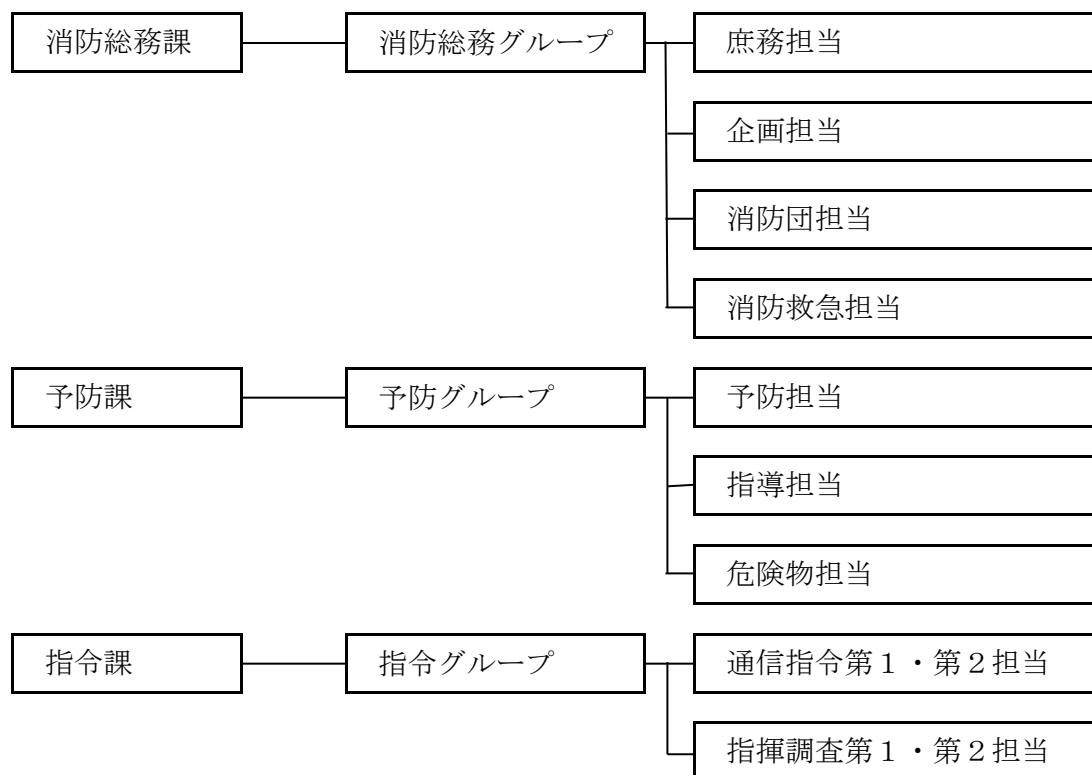 消防総務課 消防総務グループ 庶務担当
企画担当
消防団担当
消防救急担当
予防課 予防グループ 予防担当
指導担当
危険物担当
指令課 指令グループ 通信指令第１・第２担当
指揮調査第１・第２担当